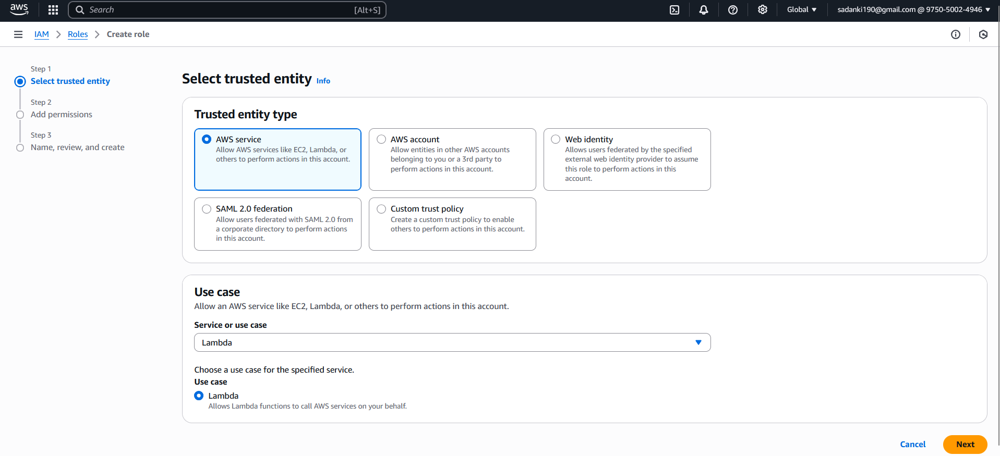 aws
Search
[Alt+S]
Global
sadanki190@gmail.com @ 9750-5002-4946
IAM
Roles
Create role
Step 1
Select trusted entity
Step 2
Add permissions
Step 3
Name, review, and create
Select trusted entity Info
Trusted entity type
AWS service
Allow AWS services like EC2, Lambda, or
others to perform actions in this account.
AWS account
Allow entities in other AWS accounts
belonging to you or a 3rd party to
perform actions in this account.
Web identity
Allows users federated by the specified
external web identity provider to assume
this role to perform actions in this
account.
SAML 2.0 federation
Allow users federated with SAML 2.0 from
a corporate directory to perform actions
in this account.
Custom trust policy
Create a custom trust policy to enable
others to perform actions in this account.
Use case
Allow an AWS service like EC2, Lambda, or others to perform actions in this account.
Service or use case
Lambda
Choose a use case for the specified service.
Use case
Lambda
Allows Lambda functions to call AWS services on your behalf.
Cancel
Next